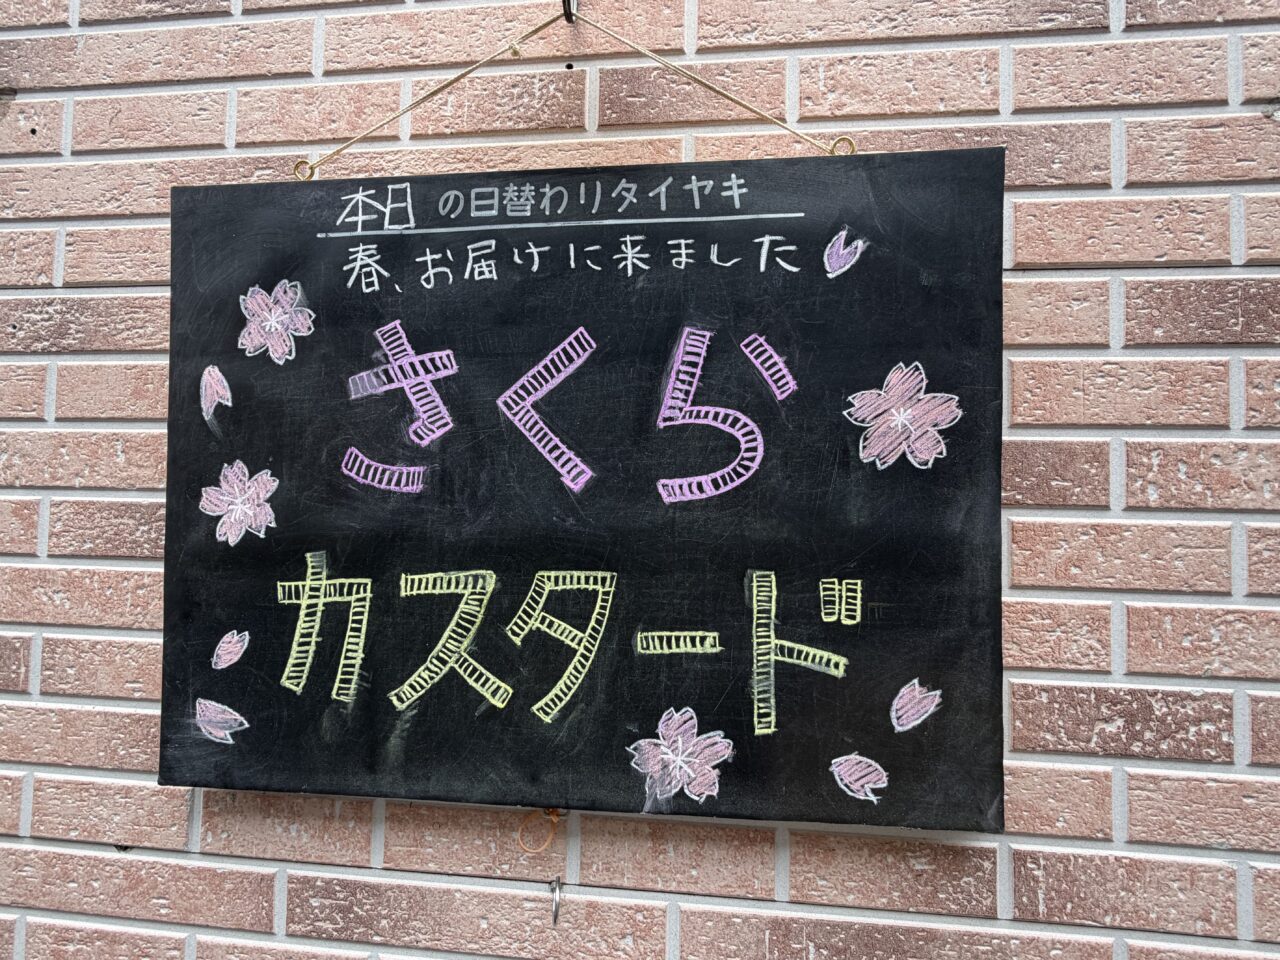 本日の日替わりタイヤキ
春、お届けに来ました
さくら
カスタード